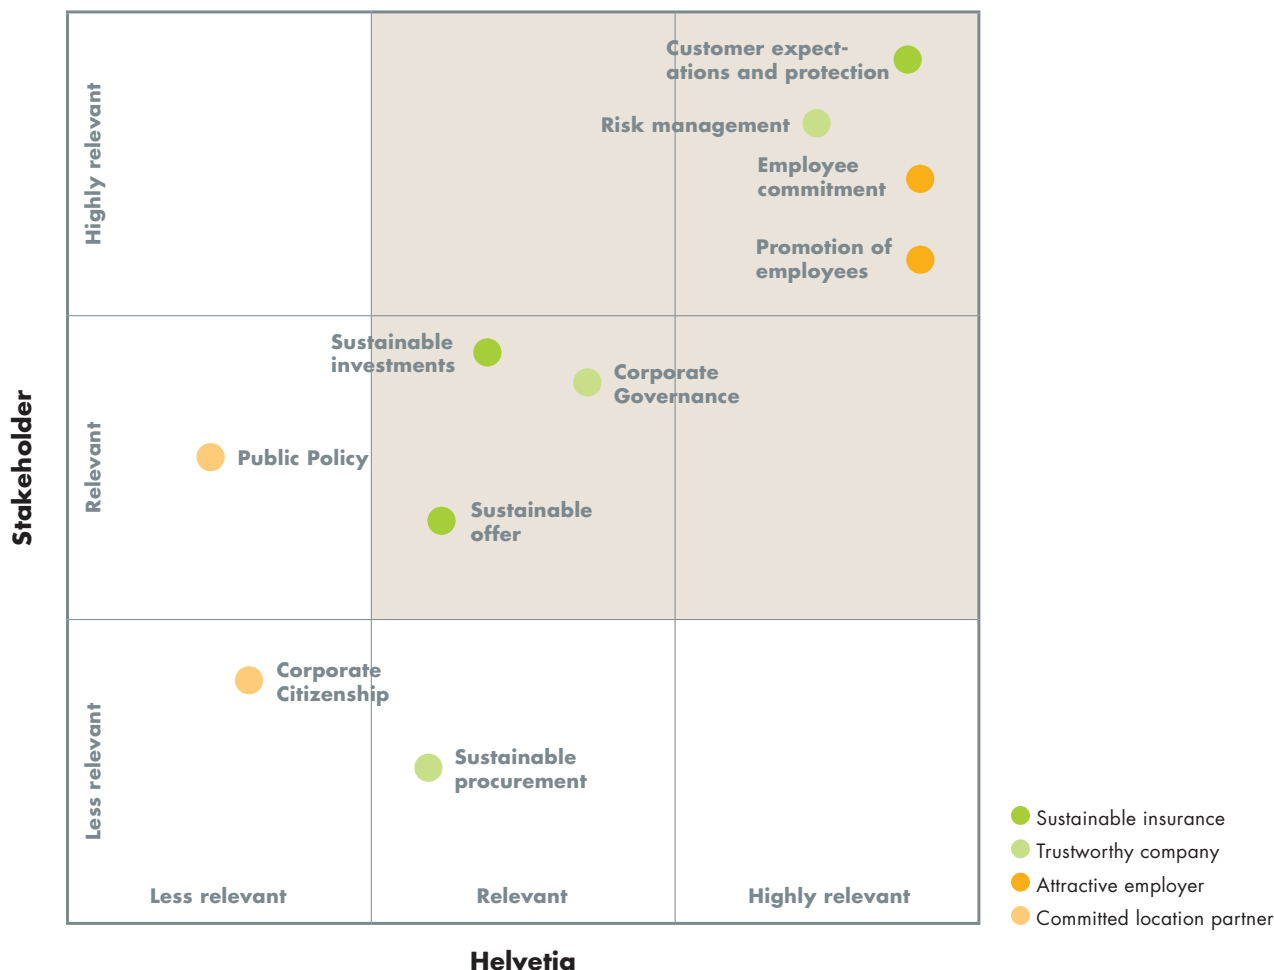 Customer expect-
ations and protection
Risk management
Employee
commitment
Promotion of
employees
Highly relevant
Sustainable
investments
Corporate
Governance
Public Policy
Sustainable
offer
Relevant
Stakeholder
Corporate
Citizenship
Sustainable
procurement
Less relevant
Less relevant
Relevant
Highly relevant
Helvetia
Sustainable insurance
Trustworthy company
Attractive employer
Committed location partner